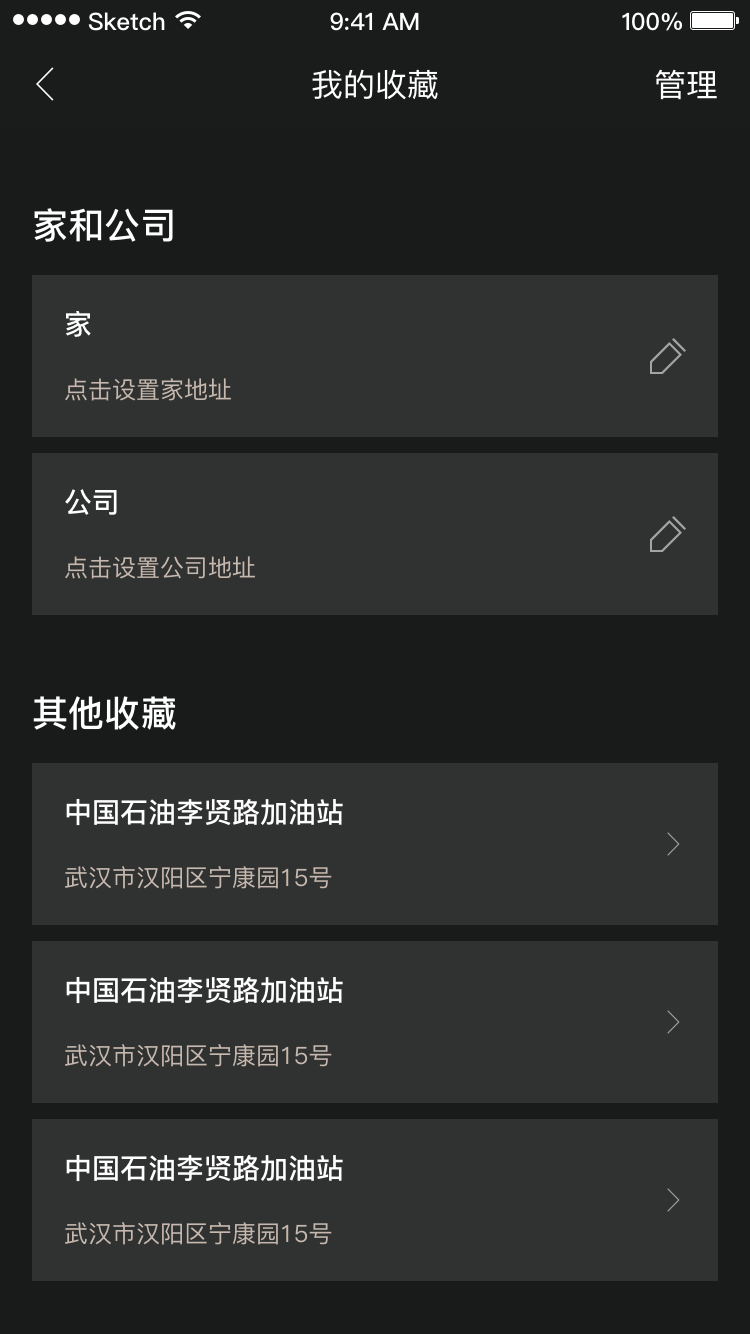 Sketch 9:41 AM 100%
我的收藏 管理
家和公司
家
点击设置家地址
公司
点击设置公司地址
其他收藏
中国石油李贤路加油站
武汉市汉阳区宁康园15号
中国石油李贤路加油站
武汉市汉阳区宁康园15号
中国石油李贤路加油站
武汉市汉阳区宁康园15号